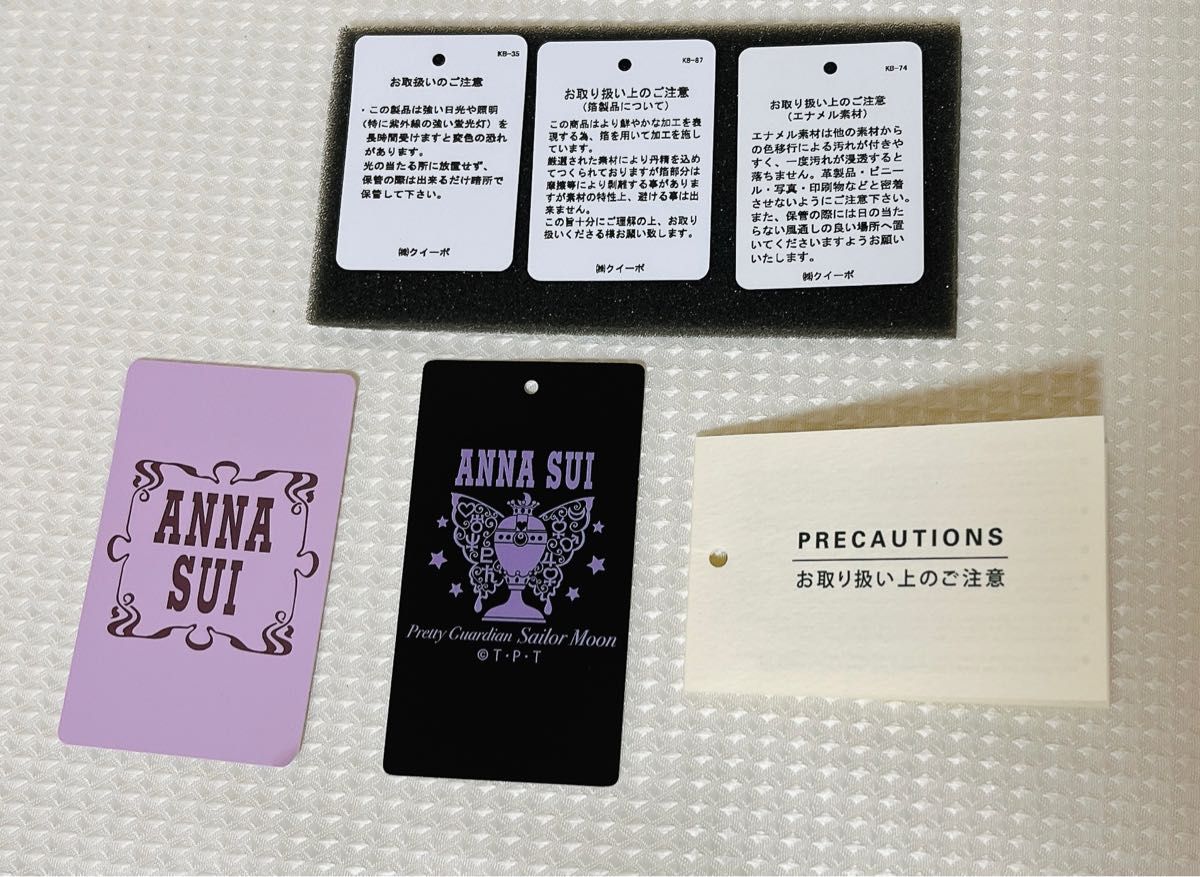 KB-35
お取扱いのご注意
・この製品は強い日光や照明
(特に紫外線の強い蛍光灯)を
長時間受けますと変色の恐れ
があります。
光の当たる所に放置せず、
保管の際は出来るだけ暗所で
保管して下さい。
㈱クイーポ
KB-87
お取り扱い上のご注意
(箔製品について)
この商品はより鮮やかな加工を表
現する為、箔を用いて加工を施し
ています。
厳選された素材により丹精を込め
てつくられておりますが箔部分は
摩擦等により剥離する事がありま
すが素材の特性上、避ける事は出
来ません。
この旨十分にご理解の上、お取り
扱いくださる様お願い致します。
㈱クイーポ
KB-74
お取り扱い上のご注意
(エナメル素材)
エナメル素材は他の素材から
の色移行による汚れが付きや
すく、一度汚れが浸透すると
落ちません。革製品・ビニー
ル・写真・印刷物などと密着
させないようにご注意下さい。
また、保管の際には日の当た
らない風通しの良い場所へ置
いてくださいますようお願い
いたします。
㈱クイーポ
ANNA
SUI
ANNA SUI
Pretty Guardian Sailor Moon
©T・P・T
PRECAUTIONS
お取り扱い上のご注意